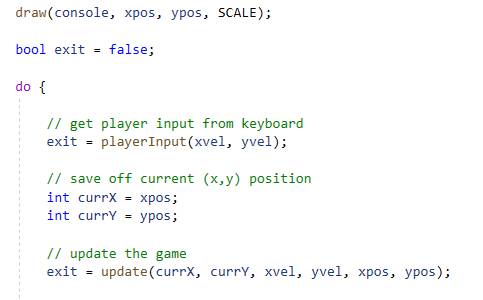 draw(console, xpos, ypos, SCALE);
bool exit = false;
do {
// get player input from keyboard
exit = playerInput(xvel, yvel);
// save off current (x,y) position
int currX = xpos;
int currY = ypos;
// update the game
exit = update(currX, currY, xvel, yvel, xpos, ypos);